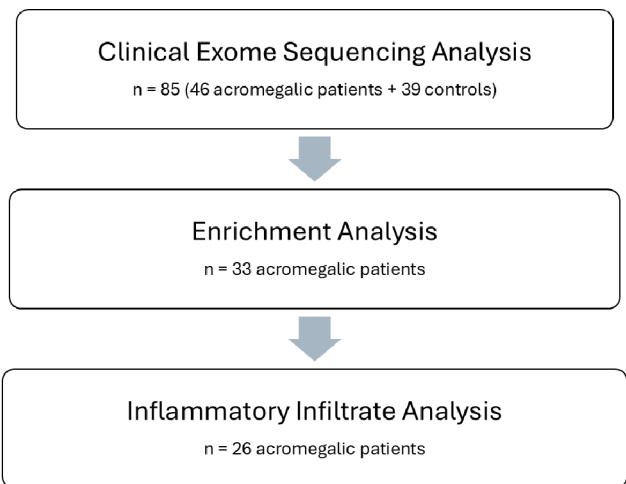 Clinical Exome Sequencing Analysis
n = 85 (46 acromegalic patients + 39 controls)
Enrichment Analysis
n = 33 acromegalic patients
Inflammatory Infiltrate Analysis
n = 26 acromegalic patients